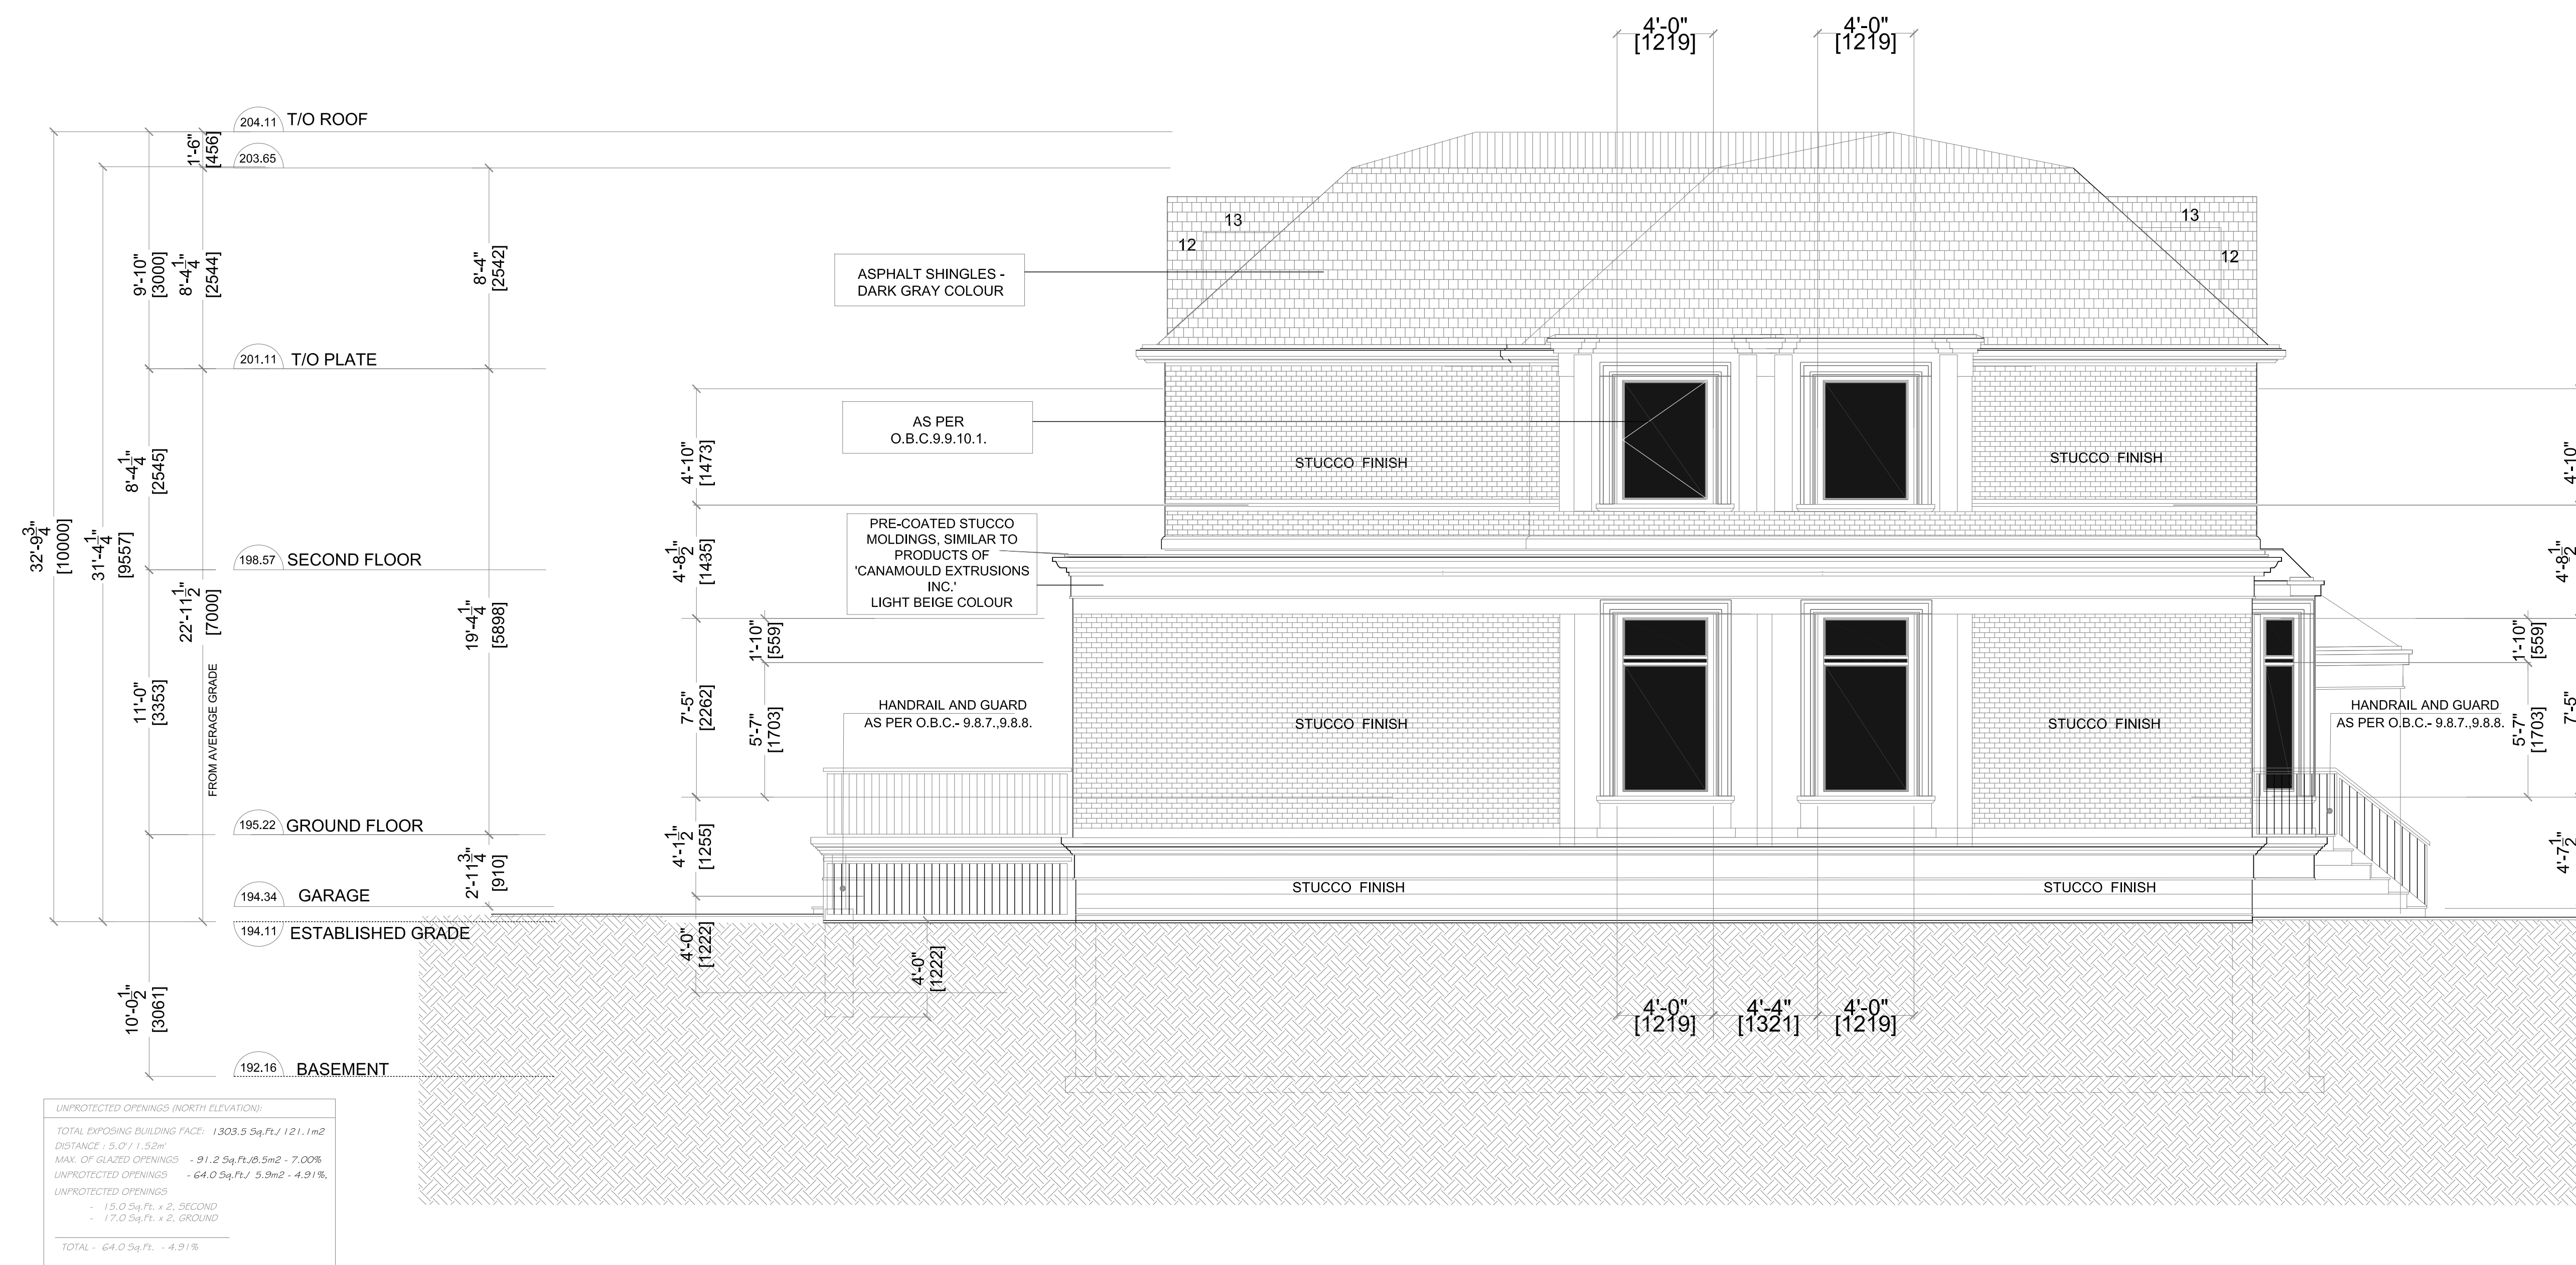 4'-0"
[1219]
4'-0"
[1219]
204.11 T/O ROOF
203.65
1'-6"
[456]
9'-10"
[3000]
8'-4 1/4"
[2544]
8'-4"
[2542]
13
12
13
12
ASPHALT SHINGLES -
DARK GRAY COLOUR
201.11 T/O PLATE
AS PER
O.B.C.9.9.10.1.
8'-4 1/4"
[2545]
4'-10"
[1473]
4'-10"
STUCCO FINISH
STUCCO FINISH
PRE-COATED STUCCO
MOLDINGS, SIMILAR TO
PRODUCTS OF
'CANAMOULD EXTRUSIONS
INC.'
LIGHT BEIGE COLOUR
32'-9 3/4"
[10000]
31'-4 1/4"
[9557]
198.57 SECOND FLOOR
4'-8 1/2"
[1435]
4'-8 1/2"
22'-11 1/2"
[7000]
FROM AVERAGE GRADE
19'-4 1/4"
[5898]
1'-10"
[559]
1'-10"
[559]
11'-0"
[3353]
7'-5"
[2262]
5'-7"
[1703]
HANDRAIL AND GUARD
AS PER O.B.C.- 9.8.7.,9.8.8.
STUCCO FINISH
STUCCO FINISH
HANDRAIL AND GUARD
AS PER O.B.C.- 9.8.7.,9.8.8.
5'-7"
[1703]
7'-5"
195.22 GROUND FLOOR
2'-11 3/4"
[910]
4'-1 1/2"
[1255]
4'-7 1/2"
194.34 GARAGE
STUCCO FINISH
STUCCO FINISH
194.11 ESTABLISHED GRADE
4'-0"
[1222]
4'-0"
[1222]
10'-0 1/2"
[3061]
4'-0"
[1219]
4'-4"
[1321]
4'-0"
[1219]
192.16 BASEMENT
UNPROTECTED OPENINGS (NORTH ELEVATION):
TOTAL EXPOSING BUILDING FACE: 1303.5 Sq.Ft./ 121.1m2
DISTANCE : 5.0'/ 1.52m'
MAX. OF GLAZED OPENINGS - 91.2 Sq.Ft./8.5m2 - 7.00%
UNPROTECTED OPENINGS - 64.0 Sq.Ft./ 5.9m2 - 4.91%,
UNPROTECTED OPENINGS
- 15.0 Sq.Ft. x 2, SECOND
- 17.0 Sq.Ft. x 2, GROUND
TOTAL - 64.0 Sq.Ft. - 4.91%